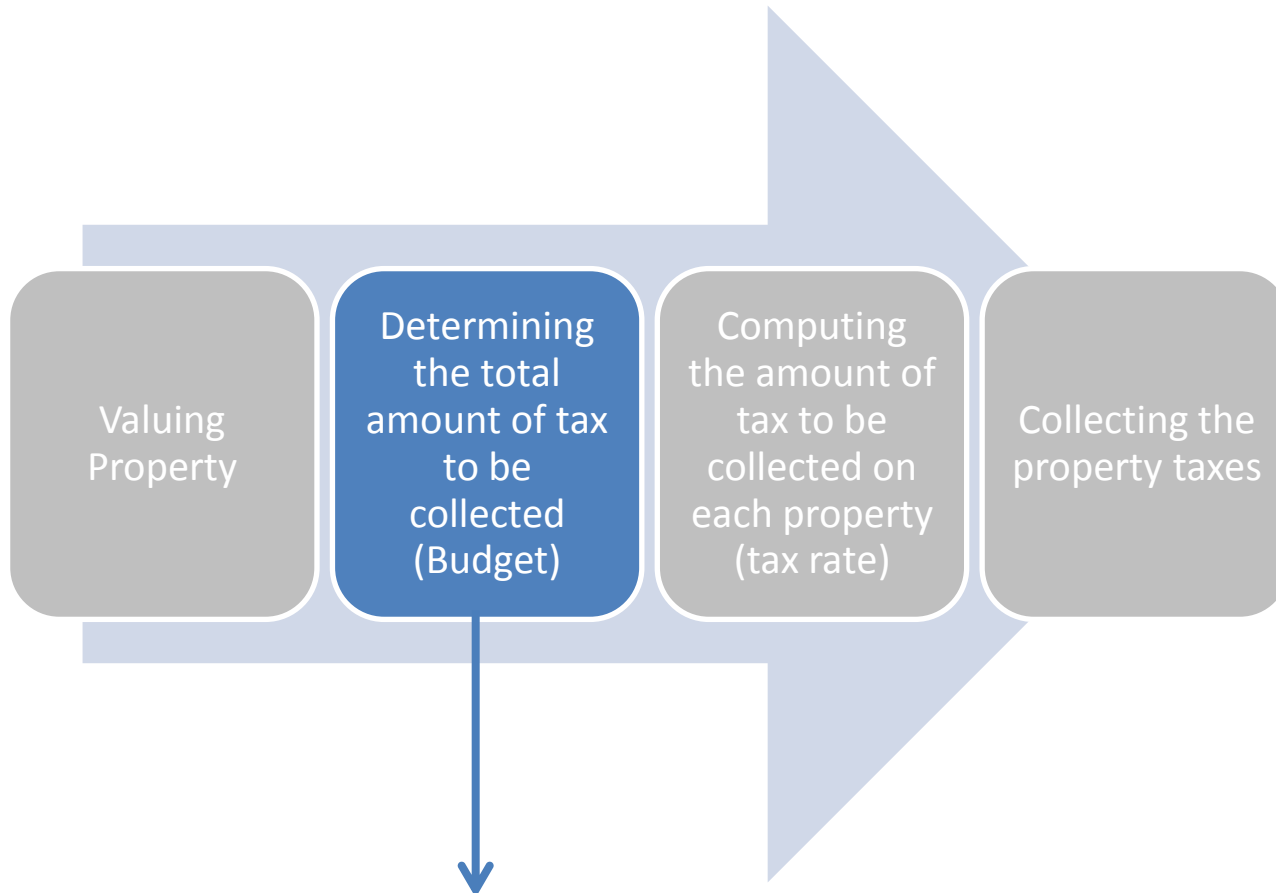 Valuing
Property
Determining
the total
amount of tax
to be
collected
(Budget)
Computing
the amount of
tax to be
collected on
each property
(tax rate)
Collecting the
property taxes